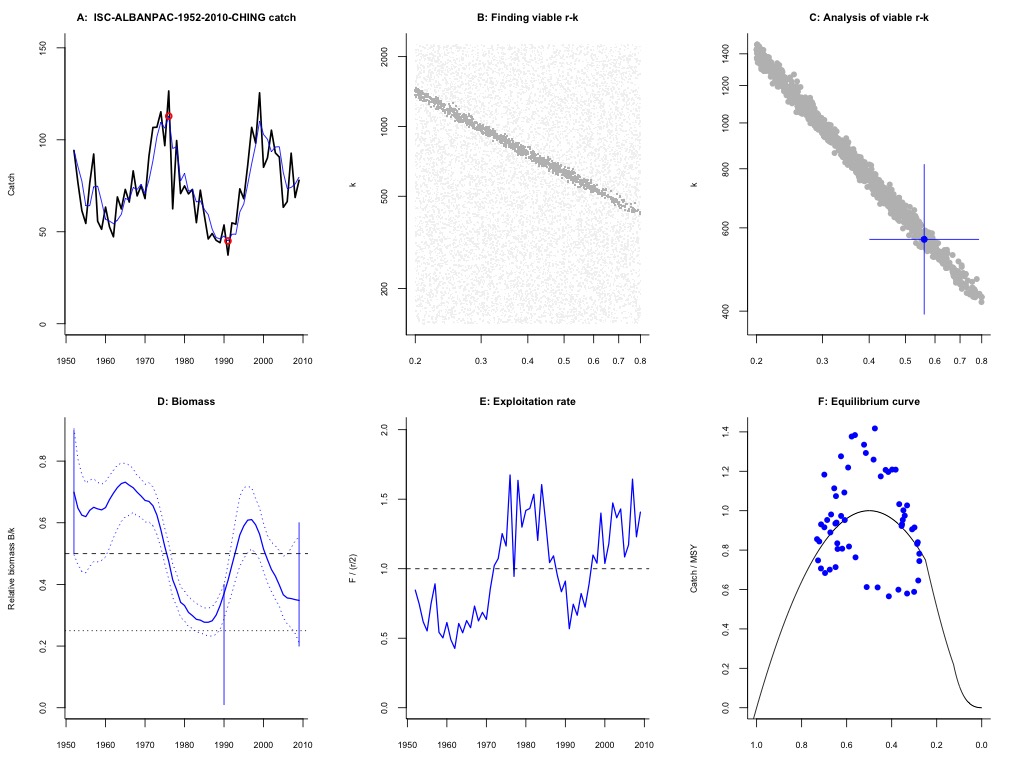 A:  ISC-ALBANPAC-1952-2010-CHING catch
Catch
150
100
50
0
1950 1960 1970 1980 1990 2000 2010
B: Finding viable r-k
k
2000
1000
500
200
0.2 0.3 0.4 0.5 0.6 0.7 0.8
C: Analysis of viable r-k
k
1400
1200
1000
800
600
400
0.2 0.3 0.4 0.5 0.6 0.7 0.8
D: Biomass
Relative biomass B/k
0.8
0.6
0.4
0.2
0.0
1950 1960 1970 1980 1990 2000 2010
E: Exploitation rate
F / (r/2)
2.0
1.5
1.0
0.5
0.0
1950 1960 1970 1980 1990 2000 2010
F: Equilibrium curve
Catch / MSY
1.4
1.2
1.0
0.8
0.6
0.4
0.2
0.0
1.0 0.8 0.6 0.4 0.2 0.0